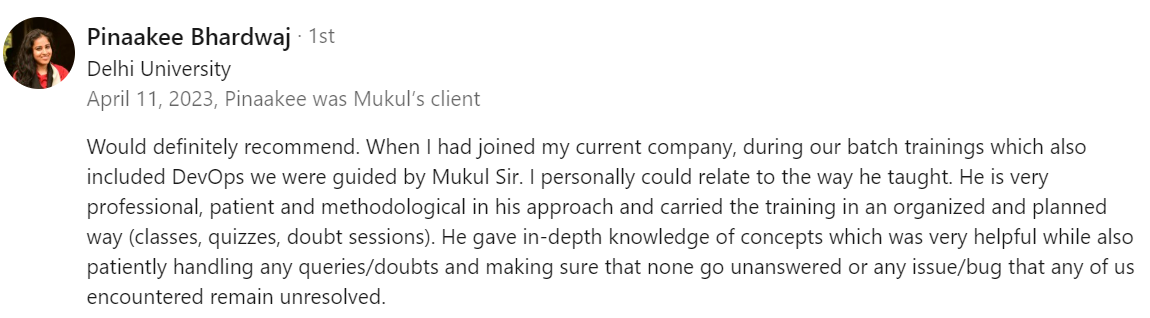 Pinaakee Bhardwaj · 1st
Delhi University
April 11, 2023, Pinaakee was Mukul's client
Would definitely recommend. When I had joined my current company, during our batch trainings which also
included DevOps we were guided by Mukul Sir. I personally could relate to the way he taught. He is very
professional, patient and methodological in his approach and carried the training in an organized and planned
way (classes, quizzes, doubt sessions). He gave in-depth knowledge of concepts which was very helpful while also
patiently handling any queries/doubts and making sure that none go unanswered or any issue/bug that any of us
encountered remain unresolved.